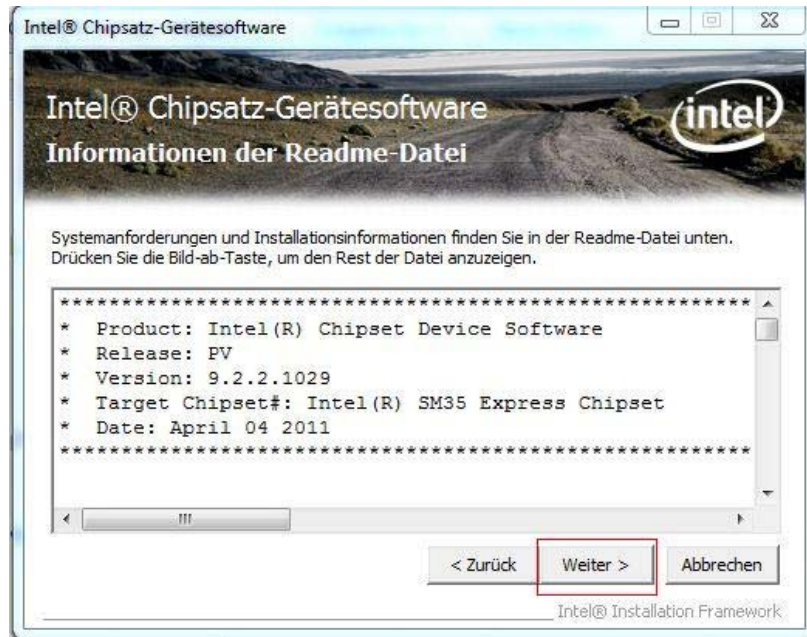 Intel® Chipsatz-Gerätesoftware
Intel® Chipsatz-Gerätesoftware
intel
Informationen der Readme-Datei
Systemanforderungen und Installationsinformationen finden Sie in der Readme-Datei unten.
Drücken Sie die Bild-ab-Taste, um den Rest der Datei anzuzeigen.
********************************************************
* Product: Intel(R) Chipset Device Software
* Release: PV
* Version: 9.2.2.1029
* Target Chipset#: Intel(R) SM35 Express Chipset
* Date: April 04 2011
********************************************************
< Zurück Weiter > Abbrechen
Intel® Installation Framework